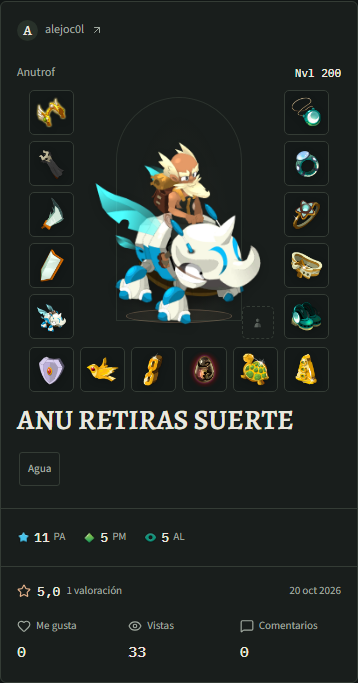 A alejoc0l
Anutrof Nvl 200
ANU RETIRAS SUERTE
Agua
11 PA 5 PM 5 AL
5,0 1 valoración 20 oct 2026
Me gusta Vistas Comentarios
0 33 0